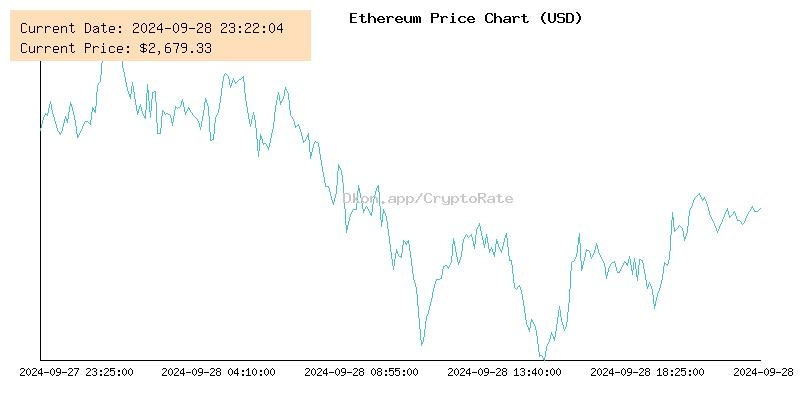 Ethereum Price Chart (USD)
Current Date: 2024-09-28 23:22:04
Current Price: $2,679.33
Okon.app/CryptoRate
2024-09-27 23:25:00 2024-09-28 04:10:00 2024-09-28 08:55:00 2024-09-28 13:40:00 2024-09-28 18:25:00 2024-09-28